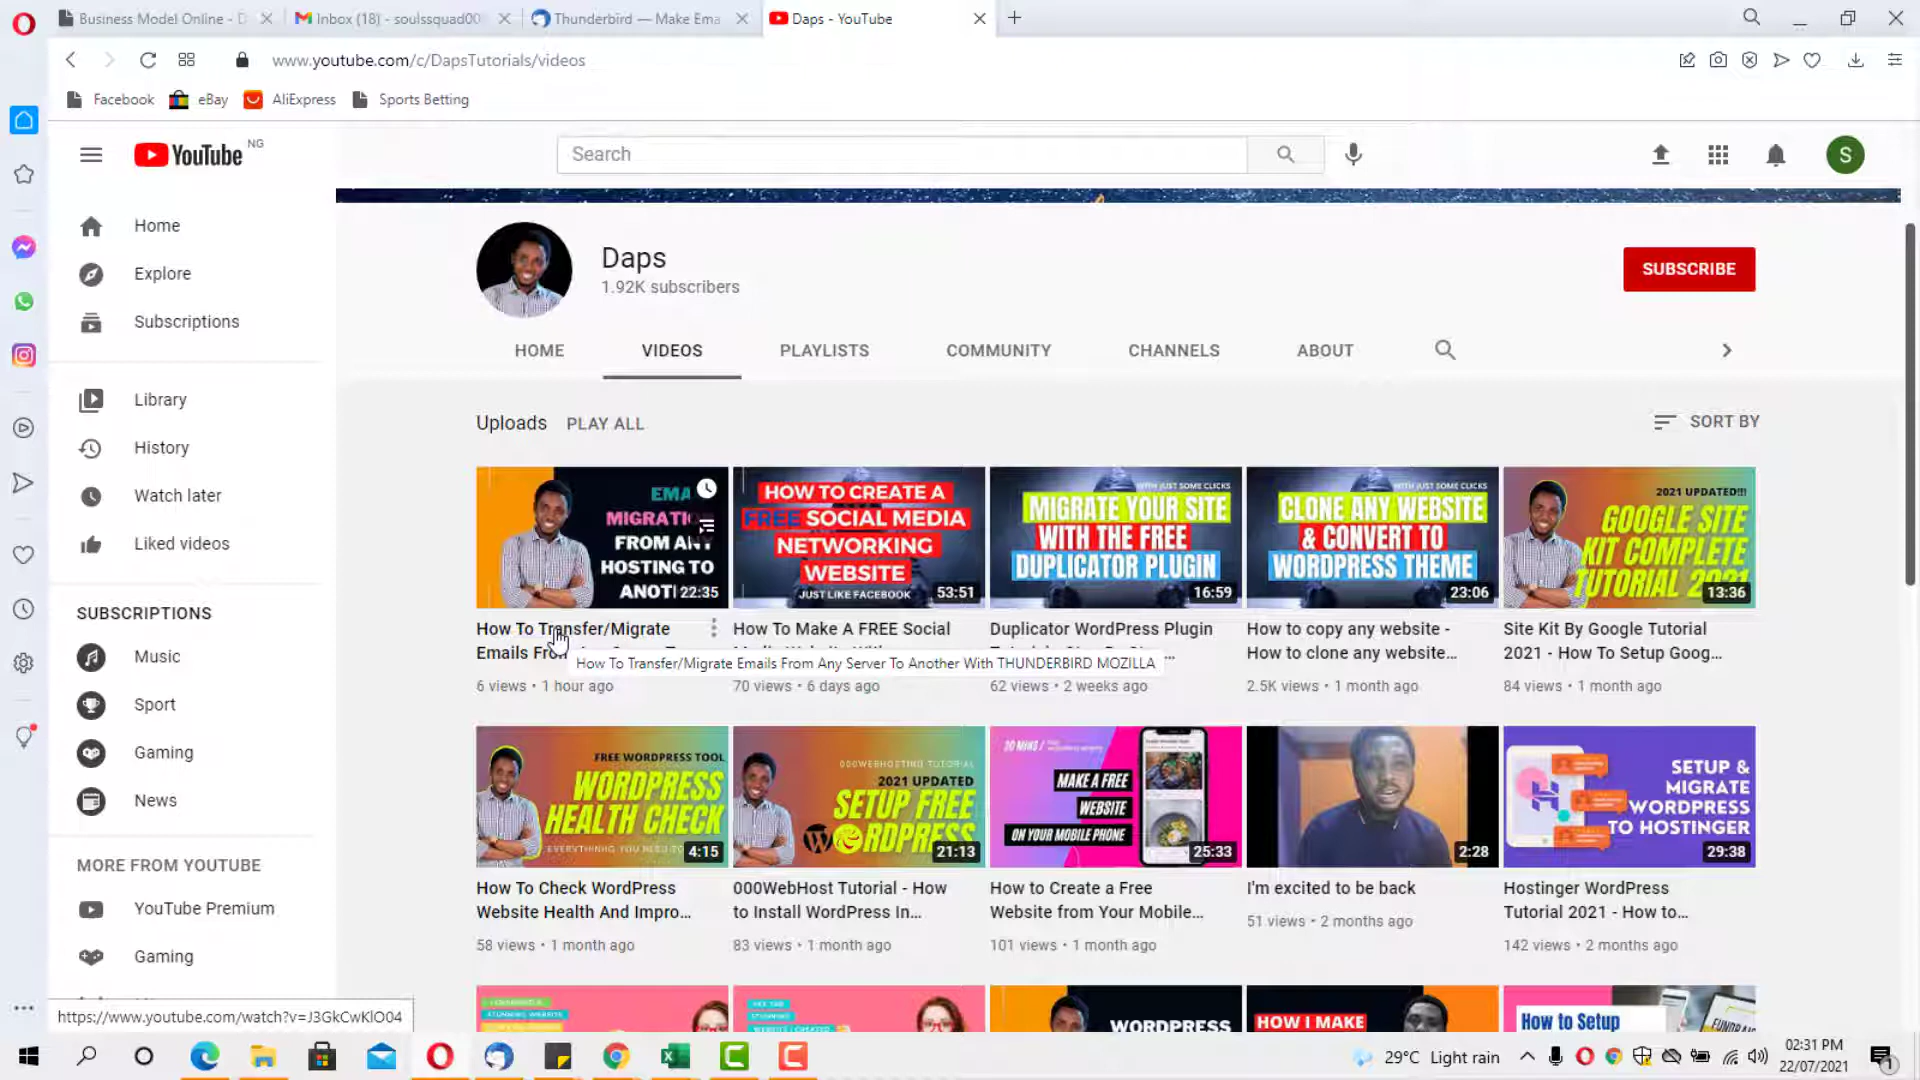 Business Model Online - D
Inbox (18) - soulssquad00
Thunderbird — Make Ema
Daps - YouTube
www.youtube.com/c/DapsTutorials/videos
Facebook
eBay
AliExpress
Sports Betting
YouTube
NG
Search
S
Home
Explore
Subscriptions
Library
History
Watch later
Liked videos
SUBSCRIPTIONS
Music
Sport
Gaming
News
MORE FROM YOUTUBE
YouTube Premium
Gaming
Daps
1.92K subscribers
SUBSCRIBE
HOME
VIDEOS
PLAYLISTS
COMMUNITY
CHANNELS
ABOUT
Uploads
PLAY ALL
SORT BY
EMA
MIGRATIO
FROM ANY
HOSTING TO
ANOT
22:35
How To Transfer/Migrate
Emails From
6 views • 1 hour ago
HOW TO CREATE A
FREE SOCIAL MEDIA
NETWORKING
WEBSITE
JUST LIKE FACEBOOK
53:51
How To Make A FREE Social
70 views • 6 days ago
WITH JUST SOME CLICKS
MIGRATE YOUR SITE
WITH THE FREE
DUPLICATOR PLUGIN
16:59
Duplicator WordPress Plugin
62 views • 2 weeks ago
WITH JUST SOME CLICKS
CLONE ANY WEBSITE
& CONVERT TO
WORDPRESS THEME
23:06
How to copy any website -
How to clone any website...
2.5K views • 1 month ago
2021 UPDATED!!!
GOOGLE SITE
KIT COMPLETE
TUTORIAL 2021
13:36
Site Kit By Google Tutorial
2021 - How To Setup Goog...
84 views • 1 month ago
How To Transfer/Migrate Emails From Any Server To Another With THUNDERBIRD MOZILLA
FREE WORDPRESS TOOL
WORDPRESS
HEALTH CHECK
4:15
How To Check WordPress
Website Health And Impro...
58 views • 1 month ago
000WEBHOSTING TUTORIAL
2021 UPDATED
SETUP FREE
ORDPRESS
21:13
000WebHost Tutorial - How
to Install WordPress In...
83 views • 1 month ago
MAKE A FREE
WEBSITE
ON YOUR MOBILE PHONE
25:33
How to Create a Free
Website from Your Mobile...
101 views • 1 month ago
2:28
I'm excited to be back
51 views • 2 months ago
SETUP &
MIGRATE
WORDPRESS
TO HOSTINGER
29:38
Hostinger WordPress
Tutorial 2021 - How to...
142 views • 2 months ago
WORDPRESS
HOW I MAKE
How to Setup
https://www.youtube.com/watch?v=J3GkCwKlO04
29°C Light rain
02:31 PM
22/07/2021
1